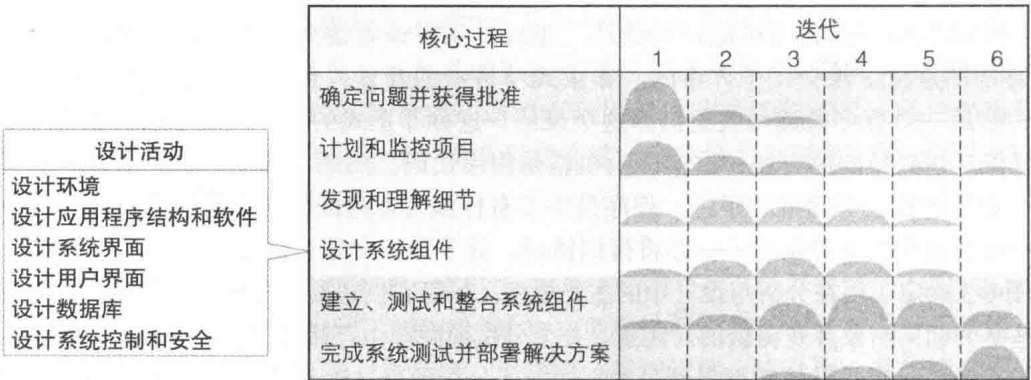 核心过程
迭代
1 2 3 4 5 6
确定问题并获得批准
计划和监控项目
发现和理解细节
设计系统组件
建立、测试和整合系统组件
完成系统测试并部署解决方案
设计活动
设计环境
设计应用程序结构和软件
设计系统界面
设计用户界面
设计数据库
设计系统控制和安全